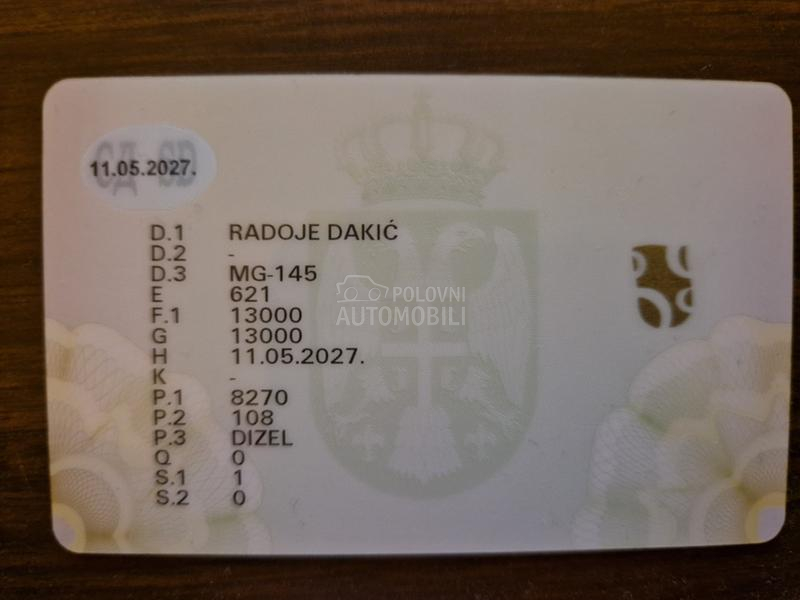 СД SD
11.05.2027.
D.1 RADOJE DAKIĆ
D.2 -
D.3 MG-145
E 621
F.1 13000
G 13000
H 11.05.2027.
K -
P.1 8270
P.2 108
P.3 DIZEL
Q 0
S.1 1
S.2 0
POLOVNI
AUTOMOBILI